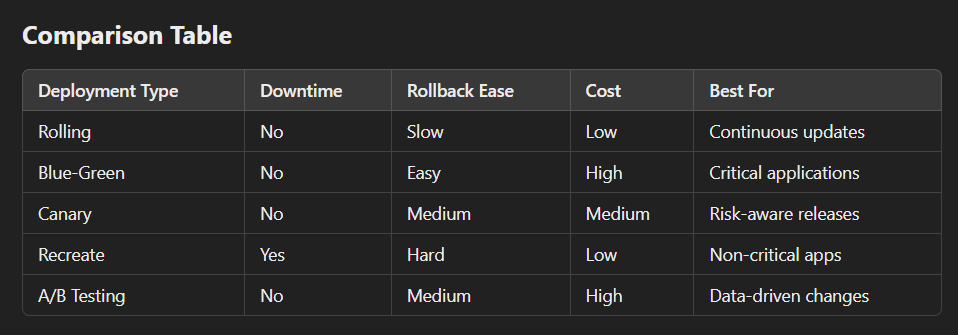 Comparison Table
Deployment Type Downtime Rollback Ease Cost Best For
Rolling No Slow Low Continuous updates
Blue-Green No Easy High Critical applications
Canary No Medium Medium Risk-aware releases
Recreate Yes Hard Low Non-critical apps
A/B Testing No Medium High Data-driven changes